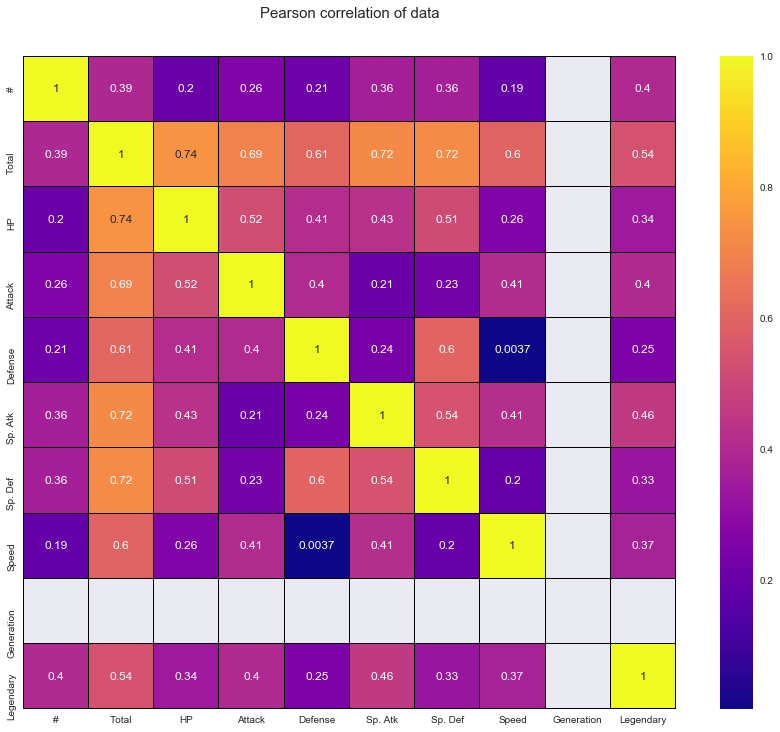 Pearson correlation of data
# 1 0.39 0.2 0.26 0.21 0.36 0.36 0.19 0.4
Total 0.39 1 0.74 0.69 0.61 0.72 0.72 0.6 0.54
HP 0.2 0.74 1 0.52 0.41 0.43 0.51 0.26 0.34
Attack 0.26 0.69 0.52 1 0.4 0.21 0.23 0.41 0.4
Defense 0.21 0.61 0.41 0.4 1 0.24 0.6 0.0037 0.25
Sp. Atk 0.36 0.72 0.43 0.21 0.24 1 0.54 0.41 0.46
Sp. Def 0.36 0.72 0.51 0.23 0.6 0.54 1 0.2 0.33
Speed 0.19 0.6 0.26 0.41 0.0037 0.41 0.2 1 0.37
Generation
Legendary 0.4 0.54 0.34 0.4 0.25 0.46 0.33 0.37 1
# Total HP Attack Defense Sp. Atk Sp. Def Speed Generation Legendary
1.0
0.8
0.6
0.4
0.2